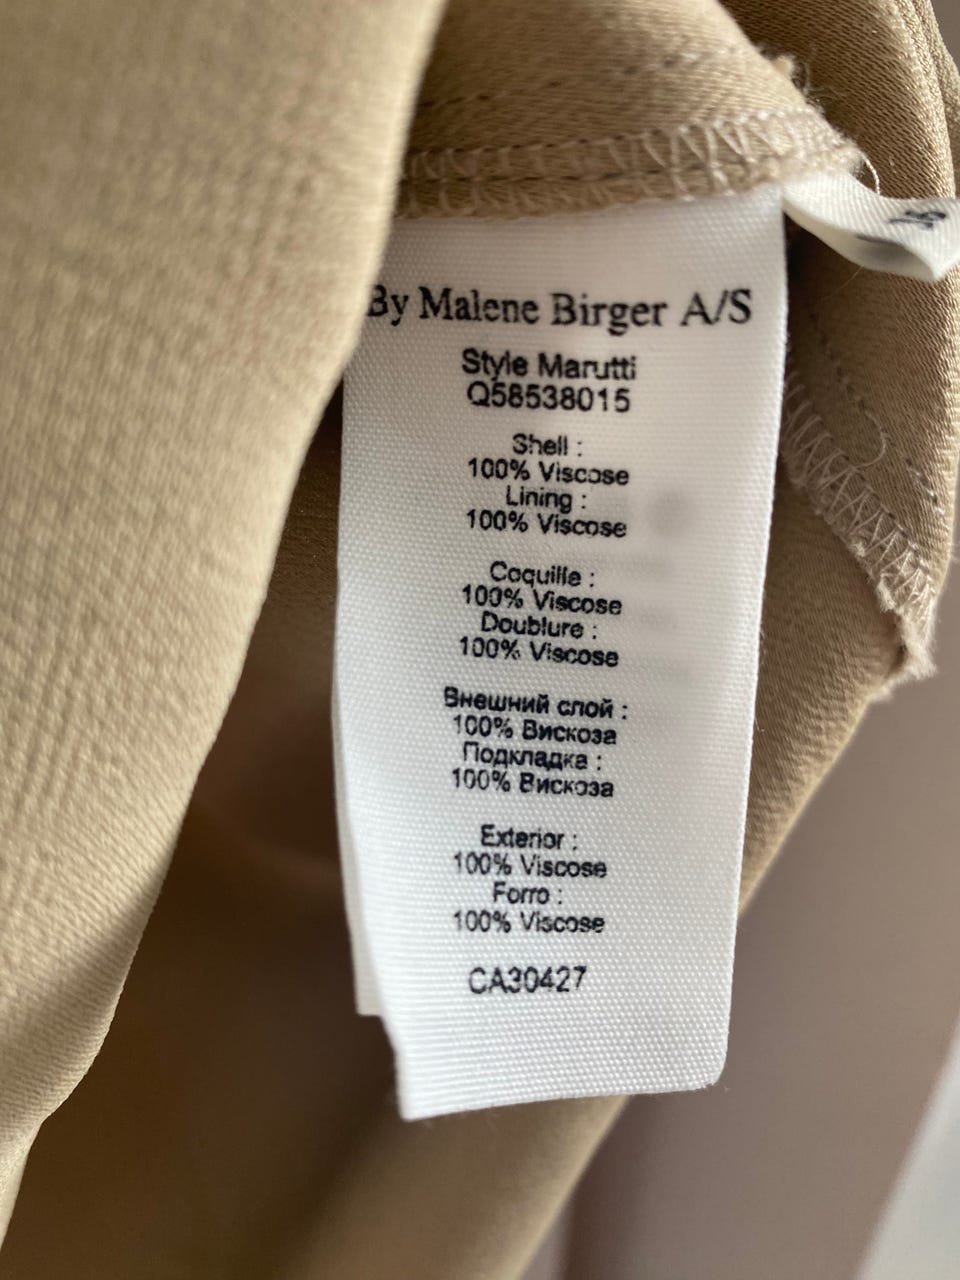 By Malene Birger A/S
Style Marutti
Q58538015
Shell :
100% Viscose
Lining :
100% Viscose
Coquille :
100% Viscose
Doublure :
100% Viscose
Внешний слой :
100% Вискоза
Подкладка :
100% Вискоза
Exterior :
100% Viscose
Forro :
100% Viscose
CA30427